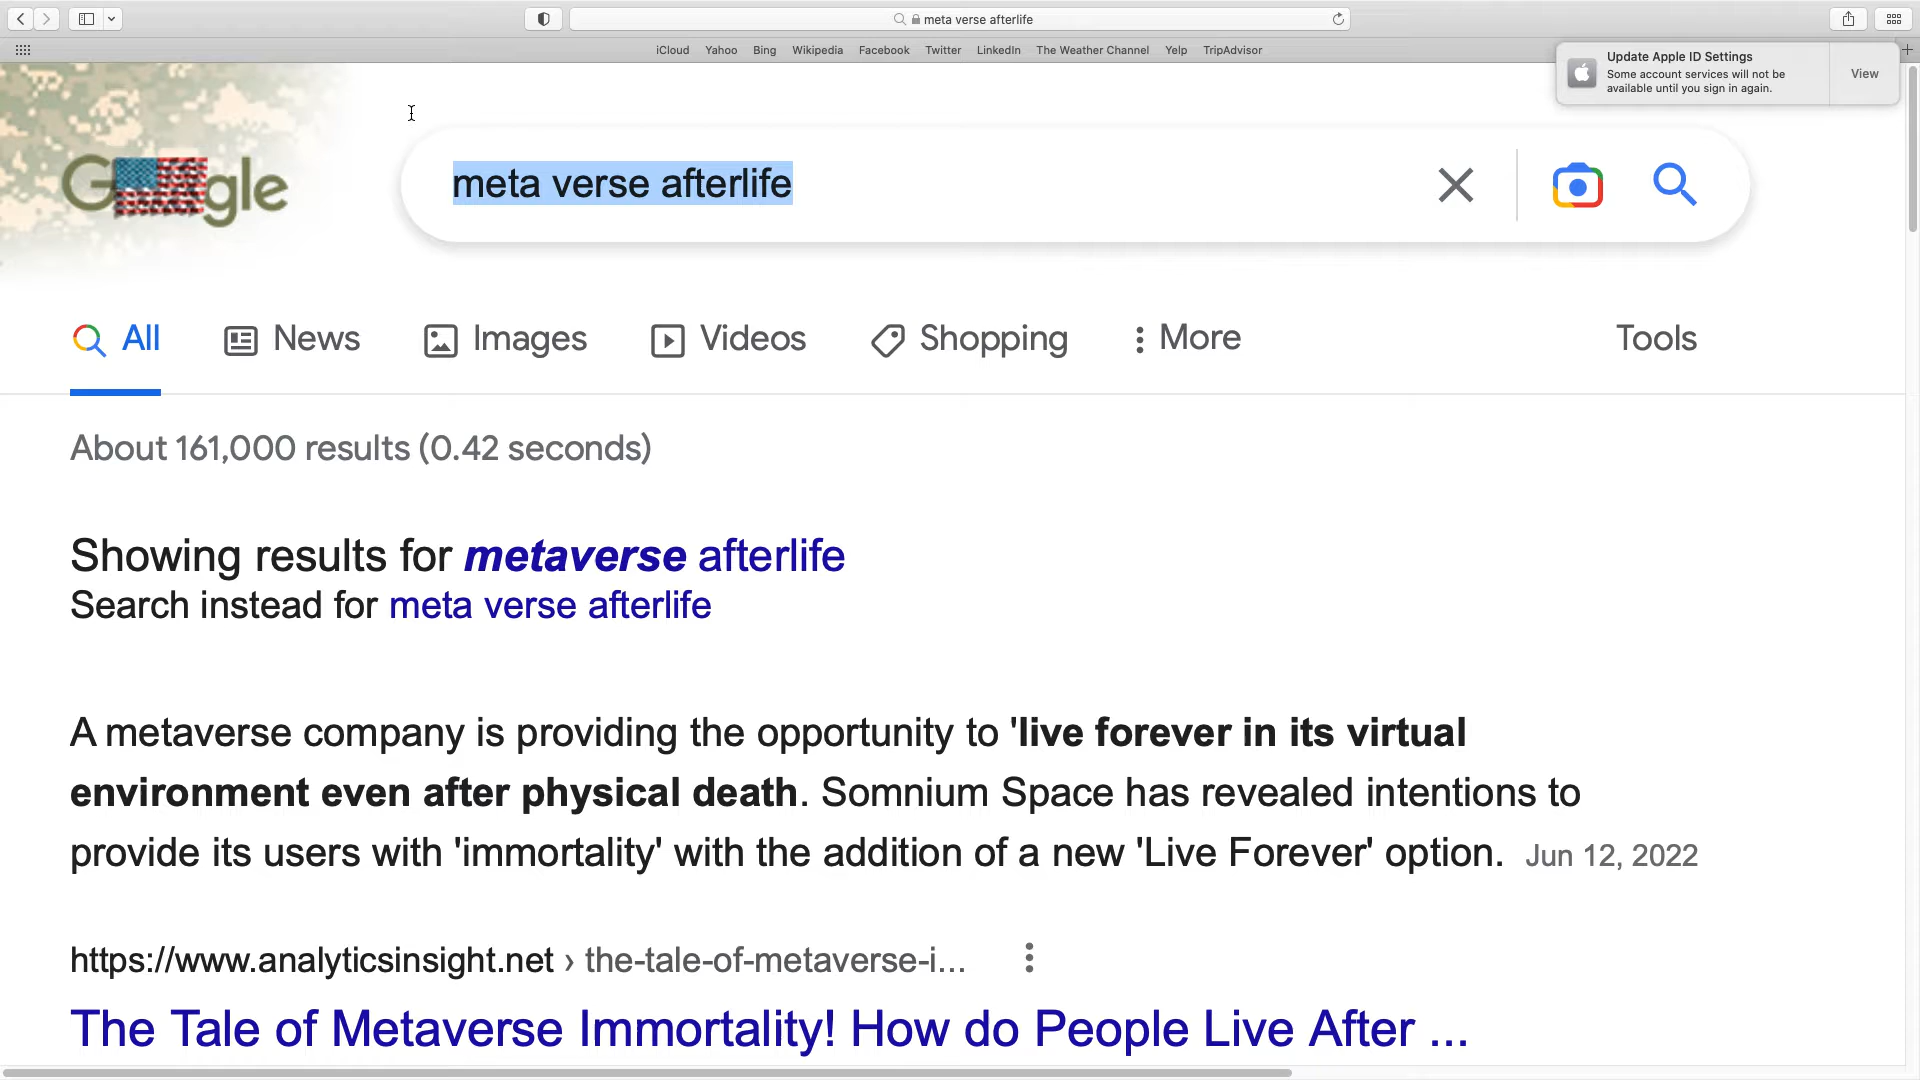 meta verse afterlife
iCloud Yahoo Bing Wikipedia Facebook Twitter LinkedIn The Weather Channel Yelp TripAdvisor
Update Apple ID Settings
Some account services will not be
available until you sign in again.
View
Google
meta verse afterlife
All News Images Videos Shopping More Tools
About 161,000 results (0.42 seconds)
Showing results for metaverse afterlife
Search instead for meta verse afterlife
A metaverse company is providing the opportunity to 'live forever in its virtual
environment even after physical death. Somnium Space has revealed intentions to
provide its users with 'immortality' with the addition of a new 'Live Forever' option. Jun 12, 2022
https://www.analyticsinsight.net › the-tale-of-metaverse-i...
The Tale of Metaverse Immortality! How do People Live After ...